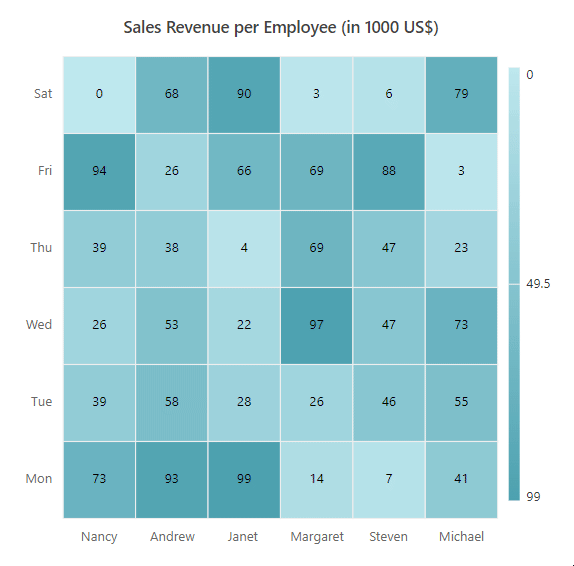 Sales Revenue per Employee (in 1000 US$)
Sat 0 68 90 3 6 79 0
Fri 94 26 66 69 88 3
Thu 39 38 4 69 47 23
49.5
Wed 26 53 22 97 47 73
Tue 39 58 28 26 46 55
Mon 73 93 99 14 7 41
99
Nancy Andrew Janet Margaret Steven Michael